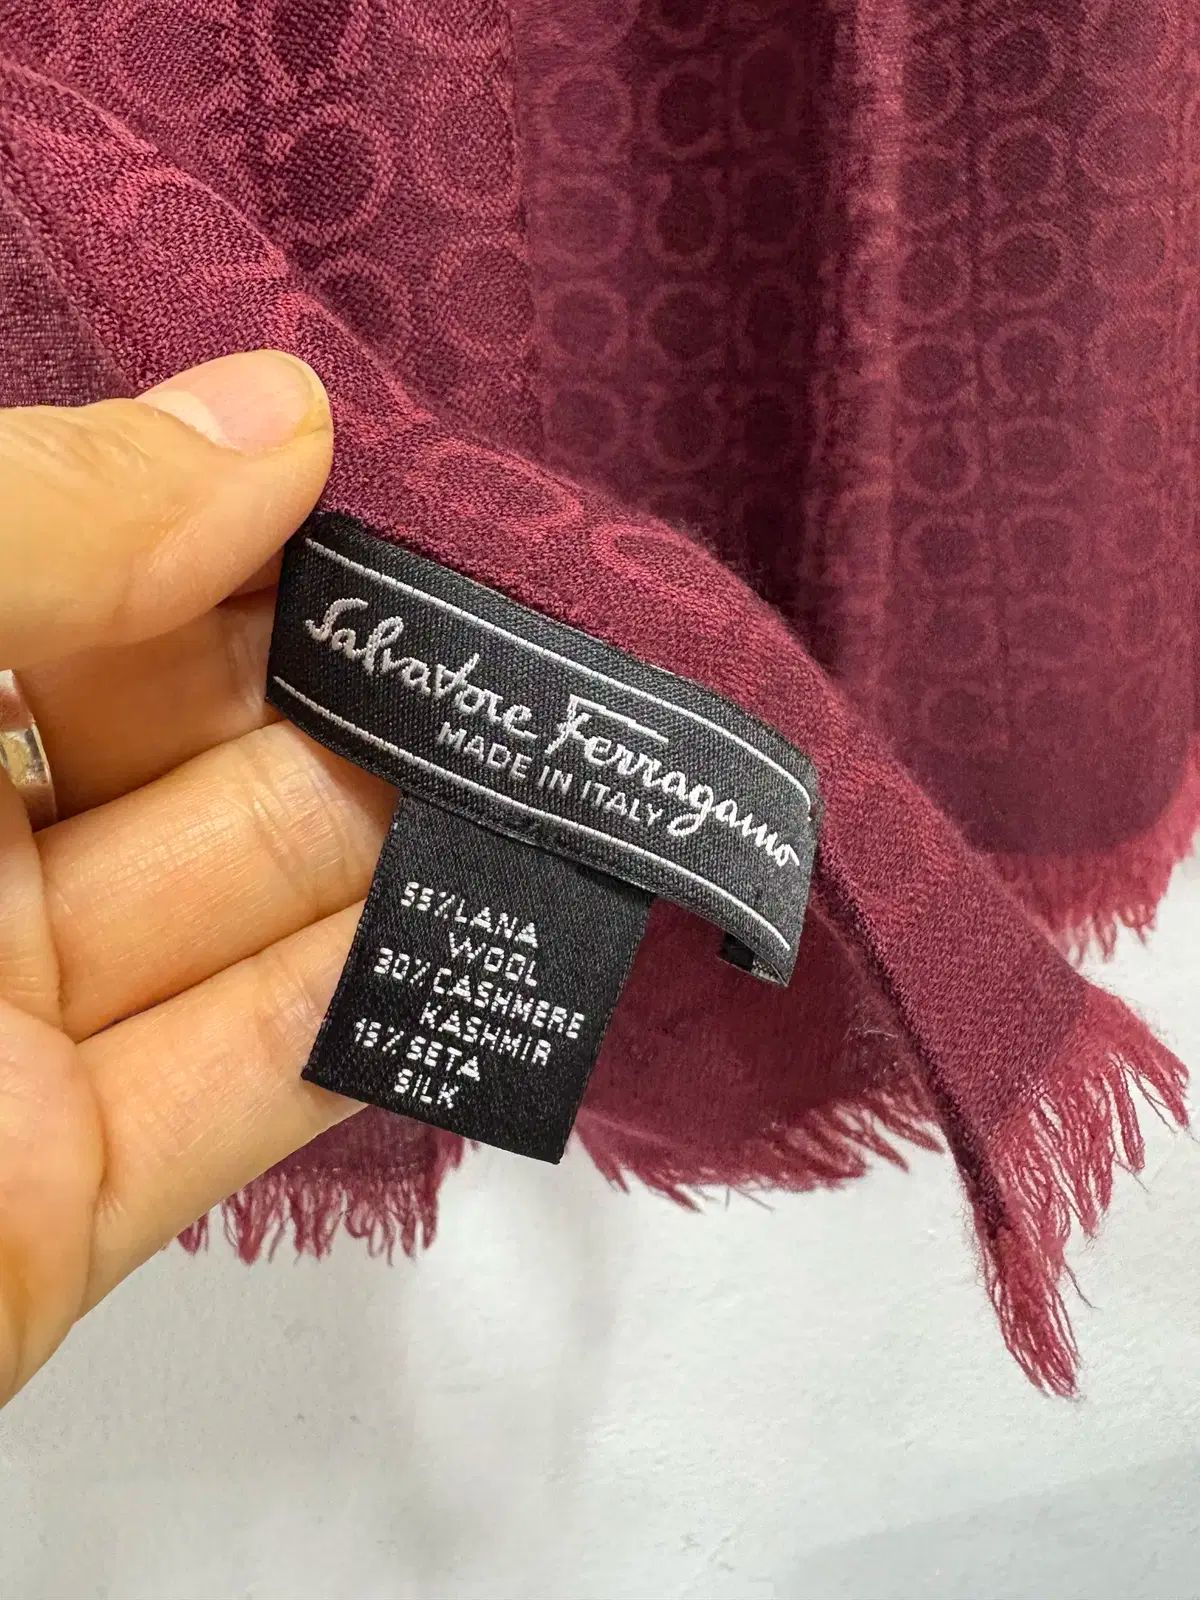 Salvatore Ferragamo
MADE IN ITALY
55% LANA
WOOL
30% CASHMERE
KASHMIR
15% SETA
SILK